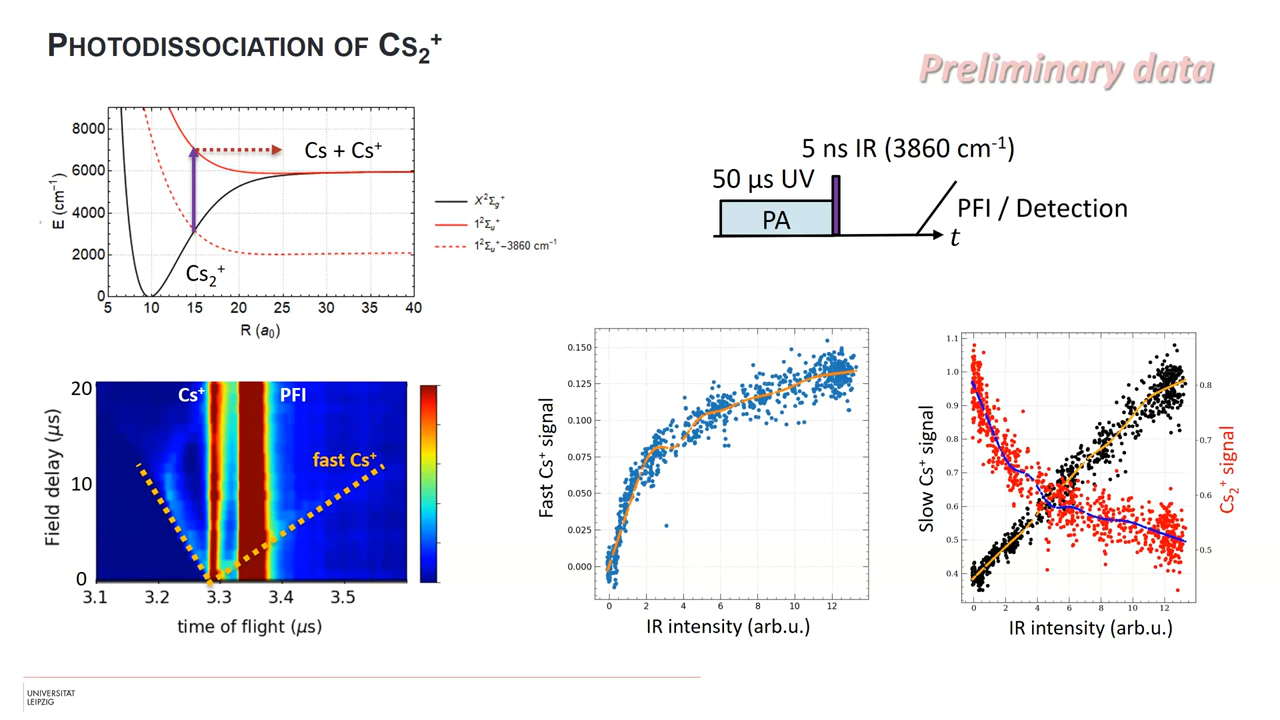 PHOTODISSOCIATION OF CS₂⁺
Preliminary data
8000
6000
4000
2000
0
E (cm⁻¹)
5
10
15
20
25
30
35
40
R (a₀)
Cs + Cs⁺
Cs₂⁺
X²Σg⁺
1²Σu⁺
1²Σu⁺−3860 cm⁻¹
5 ns IR (3860 cm⁻¹)
50 µs UV
PA
PFI / Detection
t
20
10
0
Field delay (µs)
Cs⁺
PFI
fast Cs⁺
3.1
3.2
3.3
3.4
3.5
time of flight (µs)
0.150
0.125
0.100
0.075
0.050
0.025
0.000
Fast Cs⁺ signal
0
2
4
6
8
10
12
IR intensity (arb.u.)
1.1
1.0
0.9
0.8
0.7
0.6
0.5
0.4
Slow Cs⁺ signal
0.8
0.7
0.6
0.5
Cs₂⁺ signal
0
2
4
6
8
10
12
IR intensity (arb.u.)
UNIVERSITAT
LEIPZIG